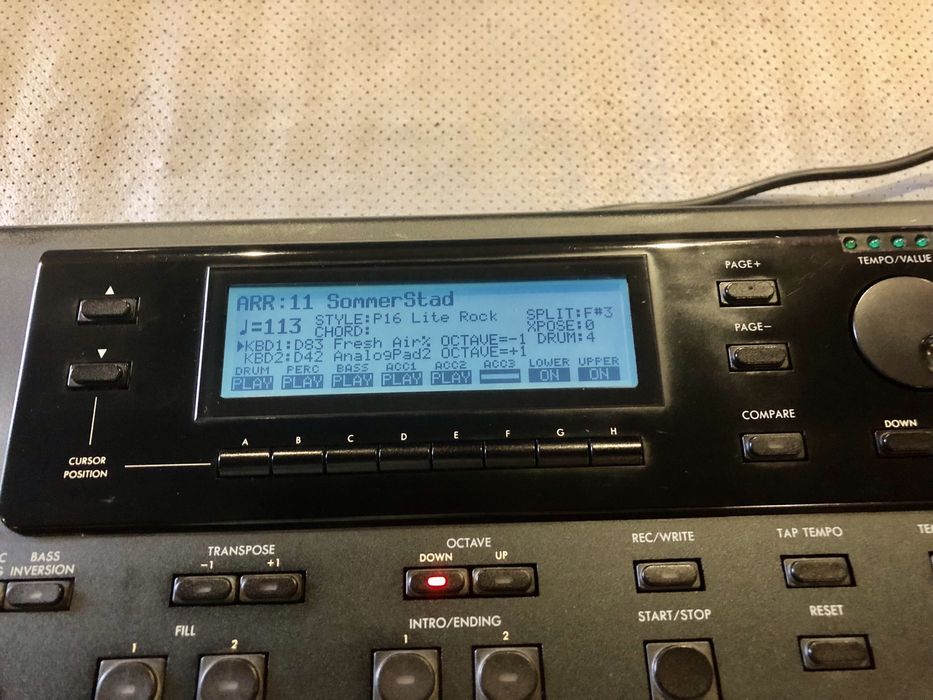 PAGE+
TEMPO/VALUE
▲
ARR:11 SommerStad
♩=113 STYLE:P16 Lite Rock SPLIT:F#3
CHORD: XPOSE:0
▶KBD1:D83 Fresh Air% OCTAVE=-1 DRUM:4
KBD2:D42 AnalogPad2 OCTAVE=+1
DRUM PERC BASS ACC1 ACC2 ACC3 LOWER UPPER
PLAY PLAY PLAY PLAY PLAY ON ON
PAGE-
▼
COMPARE
DOWN
A B C D E F G H
CURSOR
POSITION
BASS
INVERSION
TRANSPOSE
-1 +1
OCTAVE
DOWN UP
REC/WRITE
TAP TEMPO
FILL
1 2
INTRO/ENDING
1 2
START/STOP
RESET